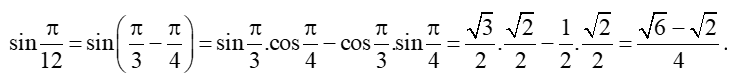 sin π/12 = sin(π/3 − π/4) = sin π/3 . cos π/4 − cos π/3 . sin π/4 = √3/2 . √2/2 − 1/2 . √2/2 = (√6 − √2)/4 .